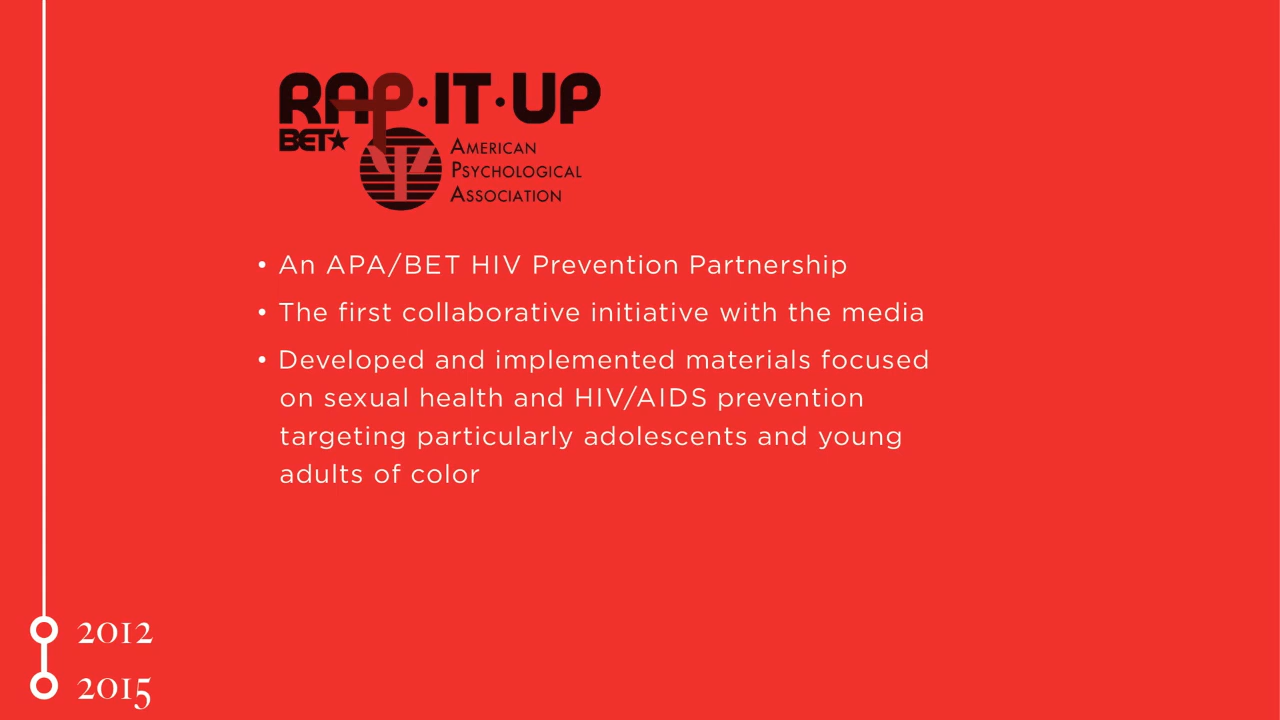 RAP·IT·UP
BET★
AMERICAN
PSYCHOLOGICAL
ASSOCIATION
• An APA/BET HIV Prevention Partnership
• The first collaborative initiative with the media
• Developed and implemented materials focused
on sexual health and HIV/AIDS prevention
targeting particularly adolescents and young
adults of color
2012
2015